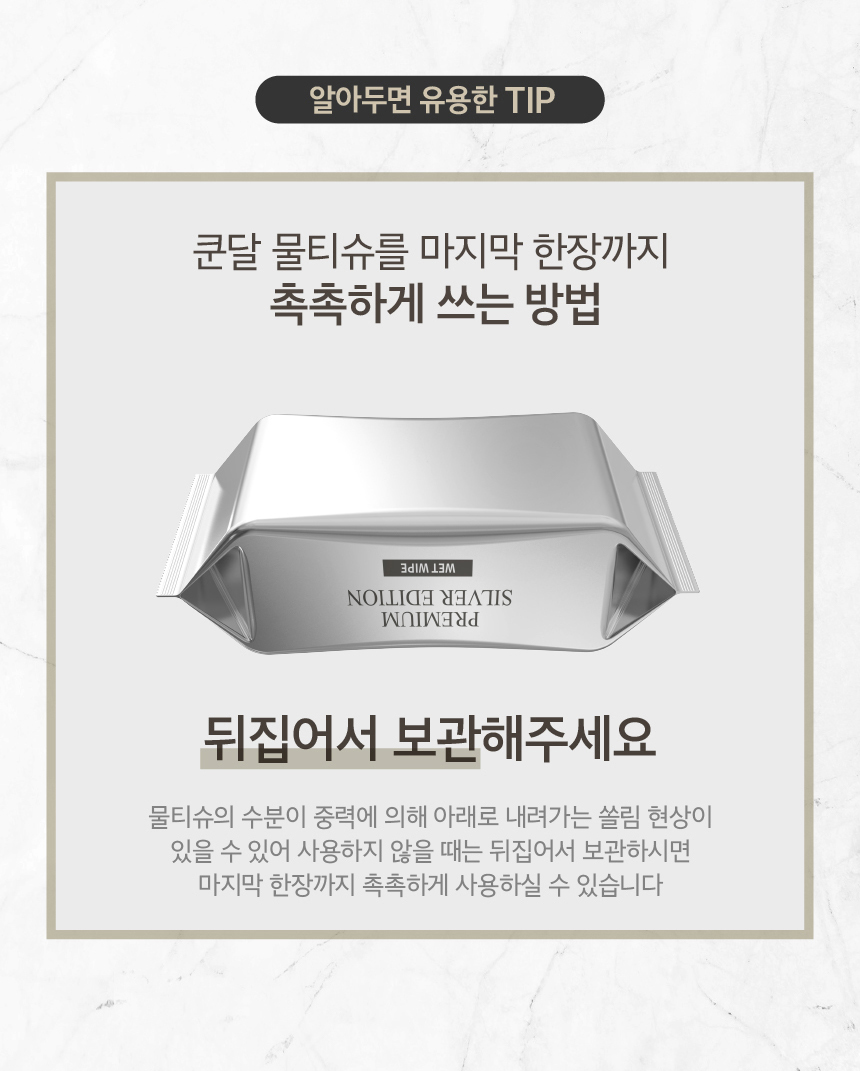 알아두면 유용한 TIP
쿤달 물티슈를 마지막 한장까지
촉촉하게 쓰는 방법
WET WIPE
SILVER EDITION
PREMIUM
뒤집어서 보관해주세요
물티슈의 수분이 중력에 의해 아래로 내려가는 쏠림 현상이
있을 수 있어 사용하지 않을 때는 뒤집어서 보관하시면
마지막 한장까지 촉촉하게 사용하실 수 있습니다